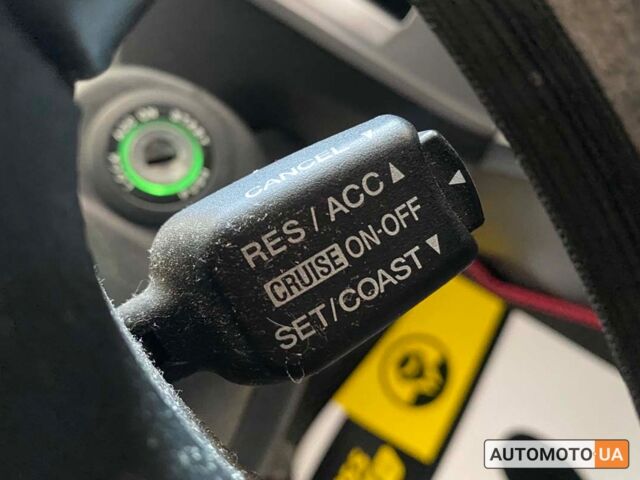 CANCEL ▼
RES / ACC ▲
CRUISE ON·OFF ◀
SET/COAST ▼
AUTOMOTO UA